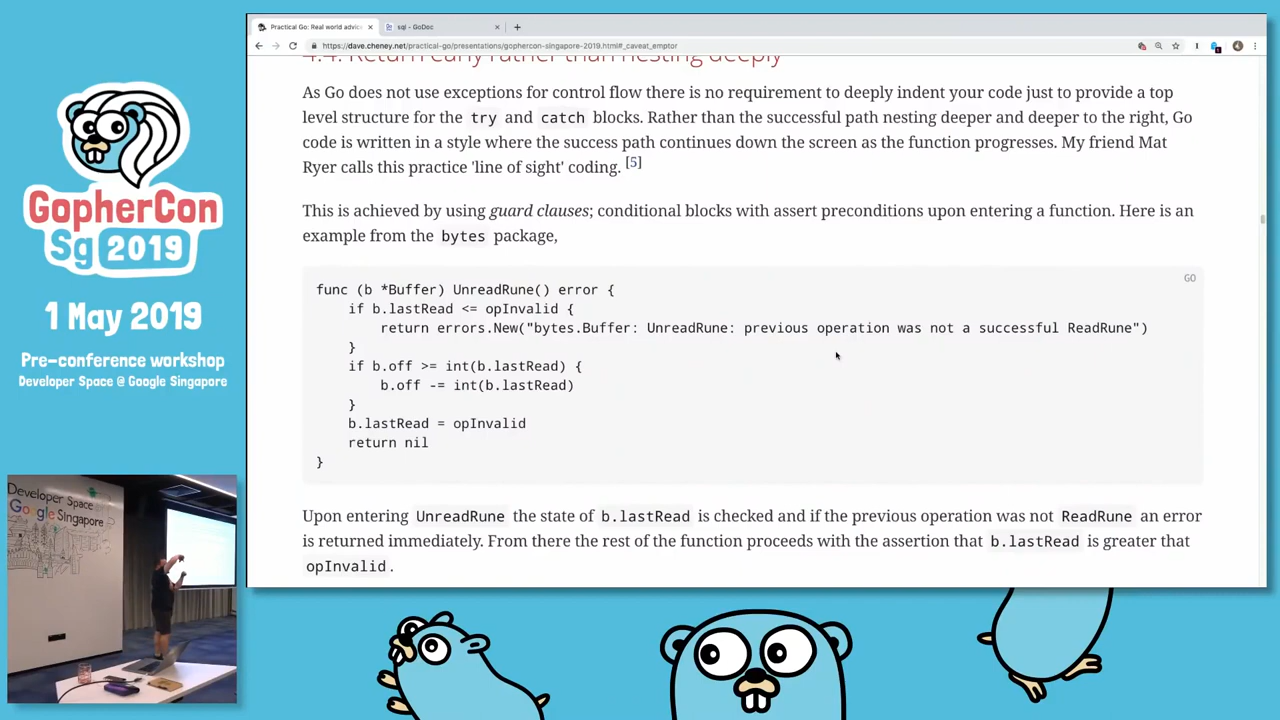 Practical Go: Real world advic
sql - GoDoc
https://dave.cheney.net/practical-go/presentations/gophercon-singapore-2019.html#_caveat_emptor
4.4. Return early rather than nesting deeply
As Go does not use exceptions for control flow there is no requirement to deeply indent your code just to provide a top
level structure for the try and catch blocks. Rather than the successful path nesting deeper and deeper to the right, Go
code is written in a style where the success path continues down the screen as the function progresses. My friend Mat
Ryer calls this practice 'line of sight' coding. [5]
This is achieved by using guard clauses; conditional blocks with assert preconditions upon entering a function. Here is an
example from the bytes package,
GO
func (b *Buffer) UnreadRune() error {
    if b.lastRead <= opInvalid {
        return errors.New("bytes.Buffer: UnreadRune: previous operation was not a successful ReadRune")
    }
    if b.off >= int(b.lastRead) {
        b.off -= int(b.lastRead)
    }
    b.lastRead = opInvalid
    return nil
}
Upon entering UnreadRune the state of b.lastRead is checked and if the previous operation was not ReadRune an error
is returned immediately. From there the rest of the function proceeds with the assertion that b.lastRead is greater that
opInvalid.
GopherCon
Sg 2019
1 May 2019
Pre-conference workshop
Developer Space @ Google Singapore
Developer Space
Google Singapore